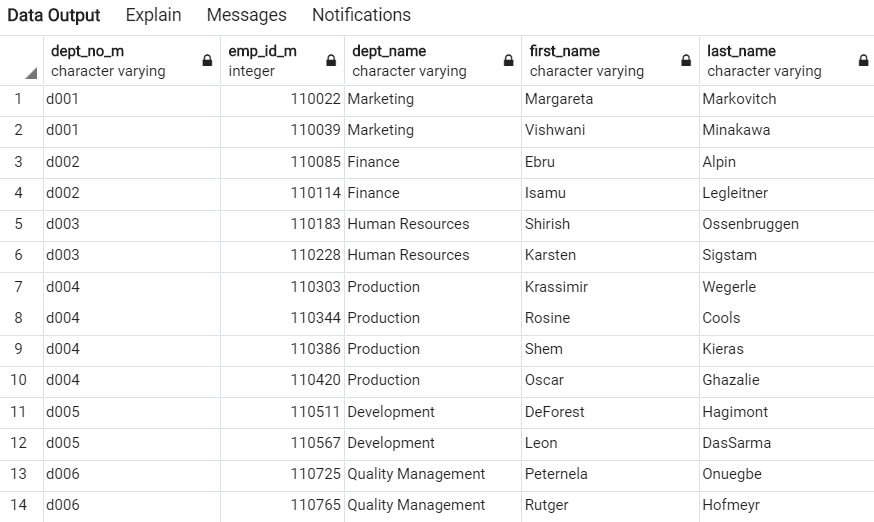 Data Output Explain Messages Notifications
dept_no_m emp_id_m dept_name first_name last_name
character varying integer character varying character varying character varying
1 d001 110022 Marketing Margareta Markovitch
2 d001 110039 Marketing Vishwani Minakawa
3 d002 110085 Finance Ebru Alpin
4 d002 110114 Finance Isamu Legleitner
5 d003 110183 Human Resources Shirish Ossenbruggen
6 d003 110228 Human Resources Karsten Sigstam
7 d004 110303 Production Krassimir Wegerle
8 d004 110344 Production Rosine Cools
9 d004 110386 Production Shem Kieras
10 d004 110420 Production Oscar Ghazalie
11 d005 110511 Development DeForest Hagimont
12 d005 110567 Development Leon DasSarma
13 d006 110725 Quality Management Peternela Onuegbe
14 d006 110765 Quality Management Rutger Hofmeyr